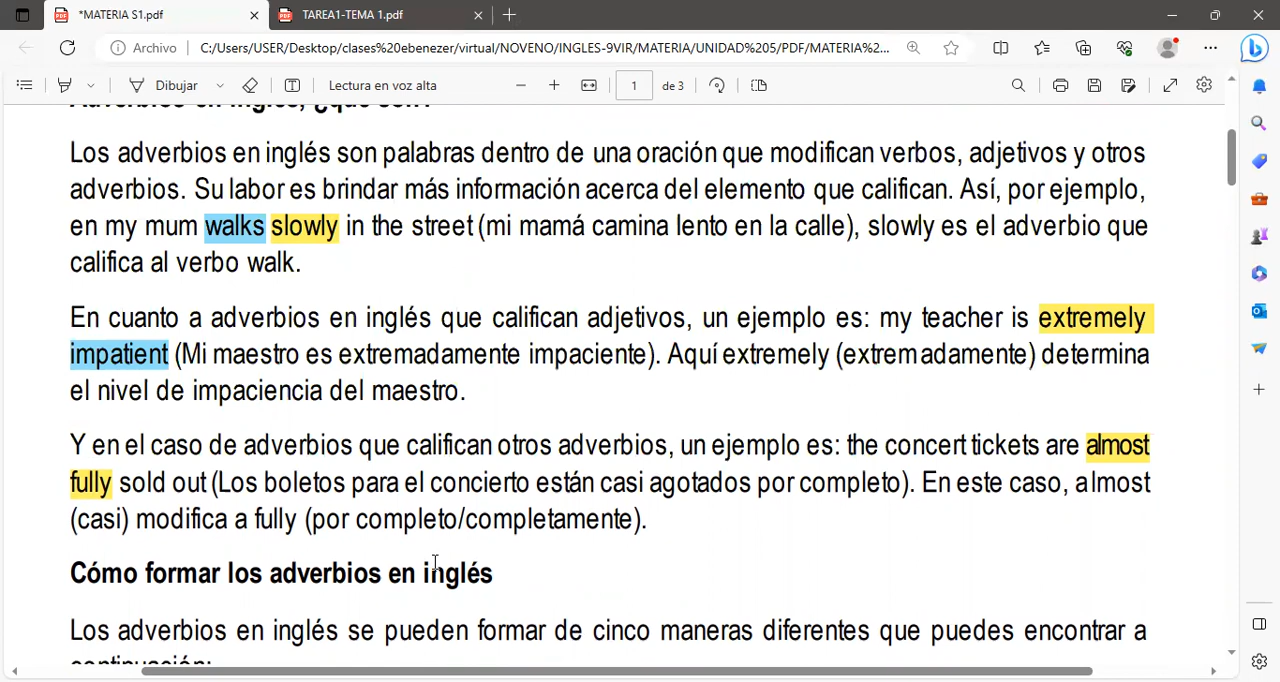 *MATERIA S1.pdf
TAREA1-TEMA 1.pdf
Archivo
C:/Users/USER/Desktop/clases%20ebenezer/virtual/NOVENO/INGLES-9VIR/MATERIA/UNIDAD%205/PDF/MATERIA%2...
Dibujar
Lectura en voz alta
1
de 3
Adverbios en inglés, ¿qué son?
Los adverbios en inglés son palabras dentro de una oración que modifican verbos, adjetivos y otros
adverbios. Su labor es brindar más información acerca del elemento que califican. Así, por ejemplo,
en my mum walks slowly in the street (mi mamá camina lento en la calle), slowly es el adverbio que
califica al verbo walk.
En cuanto a adverbios en inglés que califican adjetivos, un ejemplo es: my teacher is extremely
impatient (Mi maestro es extremadamente impaciente). Aquí extremely (extremadamente) determina
el nivel de impaciencia del maestro.
Y en el caso de adverbios que califican otros adverbios, un ejemplo es: the concert tickets are almost
fully sold out (Los boletos para el concierto están casi agotados por completo). En este caso, almost
(casi) modifica a fully (por completo/completamente).
Cómo formar los adverbios en inglés
Los adverbios en inglés se pueden formar de cinco maneras diferentes que puedes encontrar a
continuación: